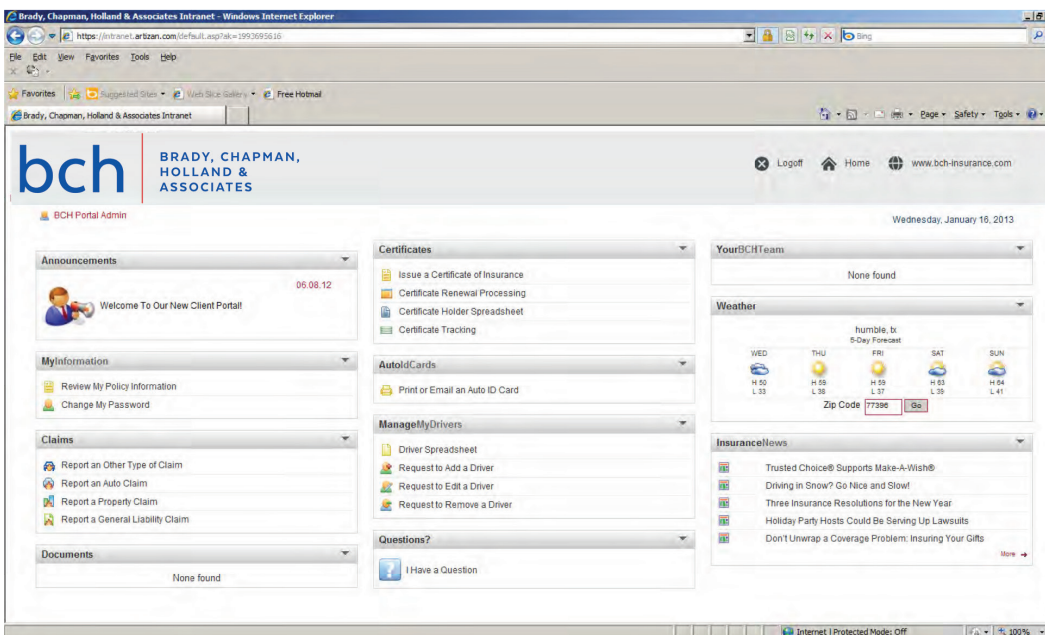 Brady, Chapman, Holland & Associates Intranet - Windows Internet Explorer
https://intranet.artizan.com/default.asp?ak=1993695616
Bing
File Edit View Favorites Tools Help
Favorites Suggested Sites Web Slice Gallery Free Hotmail
Brady, Chapman, Holland & Associates Intranet
Page Safety Tools
bch
BRADY, CHAPMAN,
HOLLAND &
ASSOCIATES
Logoff Home www.bch-insurance.com
BCH Portal Admin
Wednesday, January 16, 2013
Announcements
06.08.12
Welcome To Our New Client Portal!
MyInformation
Review My Policy Information
Change My Password
Claims
Report an Other Type of Claim
Report an Auto Claim
Report a Property Claim
Report a General Liability Claim
Documents
None found
Certificates
Issue a Certificate of Insurance
Certificate Renewal Processing
Certificate Holder Spreadsheet
Certificate Tracking
AutoIdCards
Print or Email an Auto ID Card
ManageMyDrivers
Driver Spreadsheet
Request to Add a Driver
Request to Edit a Driver
Request to Remove a Driver
Questions?
I Have a Question
YourBCHTeam
None found
Weather
humble, tx
5-Day Forecast
WED THU FRI SAT SUN
H 50 H 59 H 59 H 63 H 64
L 33 L 38 L 37 L 39 L 41
Zip Code 77396 Go
InsuranceNews
Trusted Choice® Supports Make-A-Wish®
Driving in Snow? Go Nice and Slow!
Three Insurance Resolutions for the New Year
Holiday Party Hosts Could Be Serving Up Lawsuits
Don't Unwrap a Coverage Problem: Insuring Your Gifts
More
Internet | Protected Mode: Off 100%